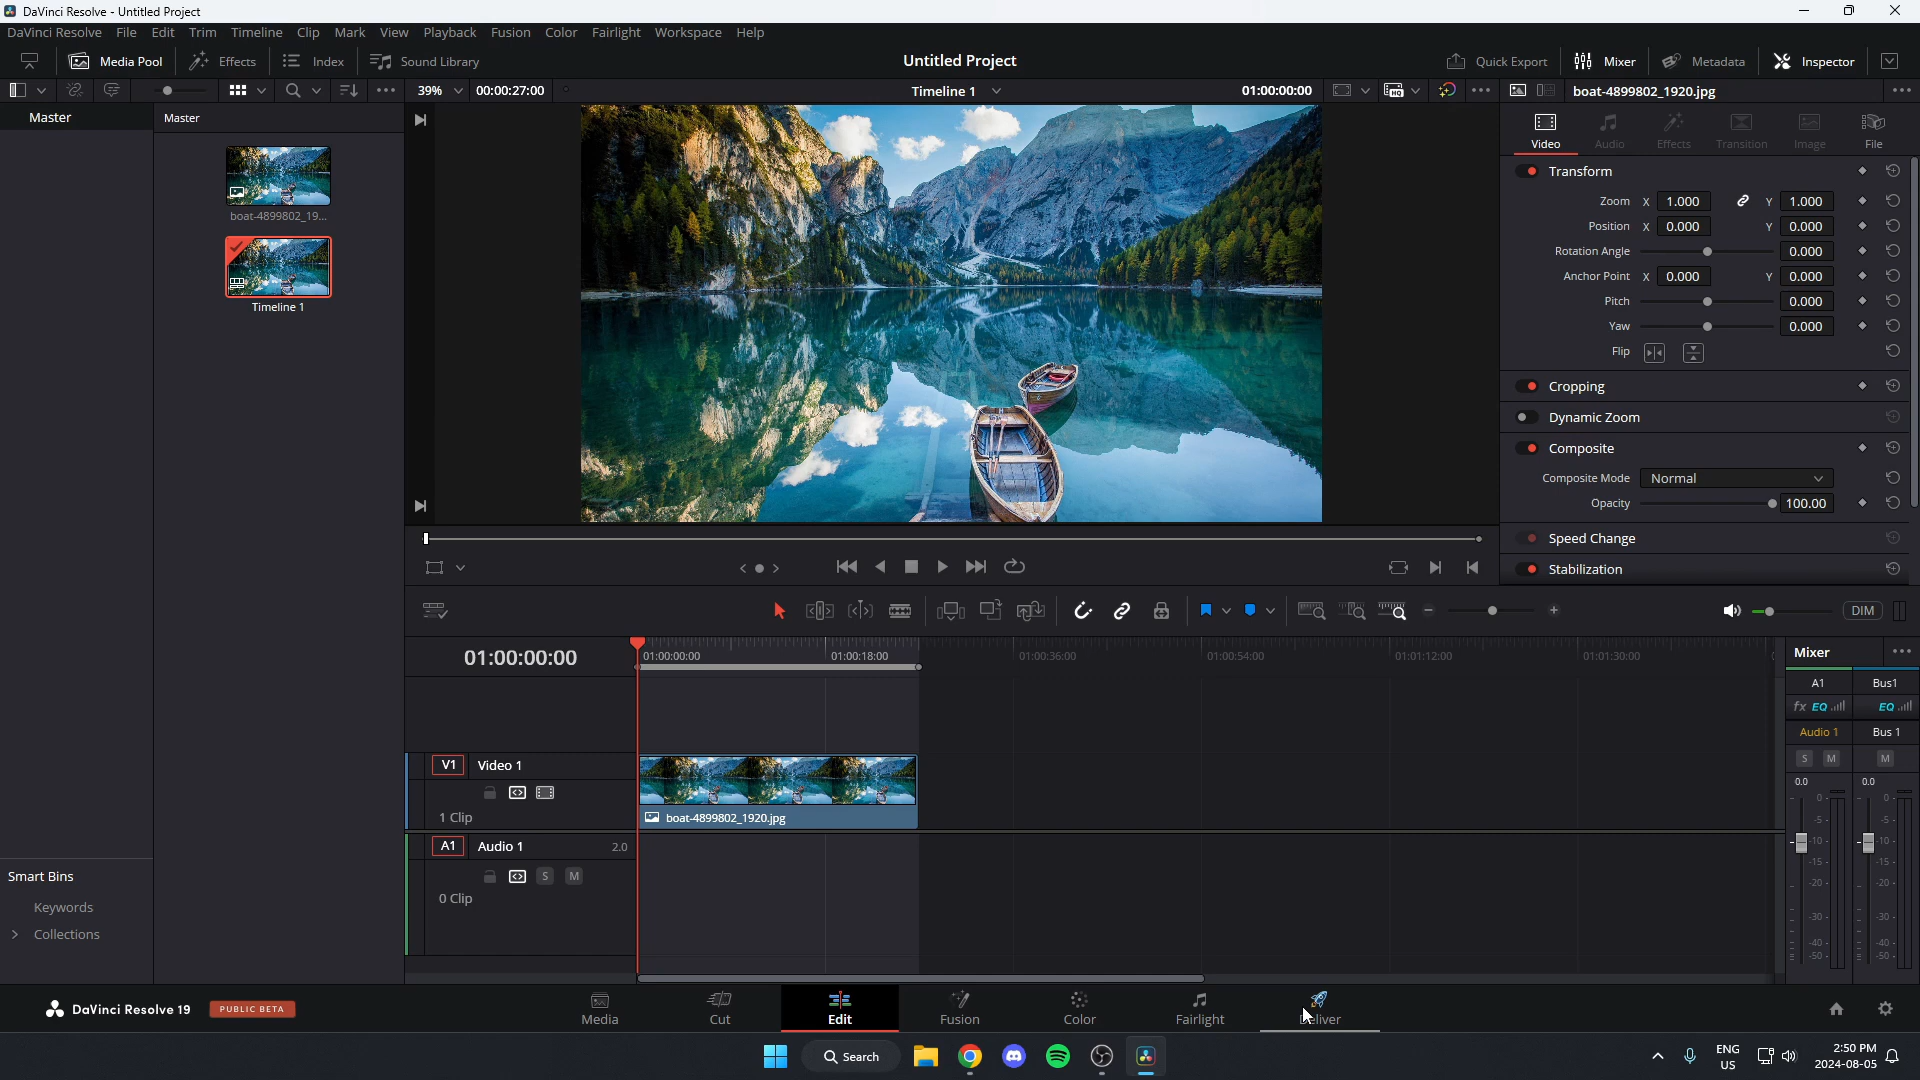 DaVinci Resolve - Untitled Project
DaVinci Resolve File Edit Trim Timeline Clip Mark View Playback Fusion Color Fairlight Workspace Help
Media Pool Effects Index Sound Library Untitled Project Quick Export Mixer Metadata Inspector
39% 00:00:27:00 Timeline 1 01:00:00:00 boat-4899802_1920.jpg
Master Master
Video Audio Effects Transition Image File
boat-4899802_19...
Timeline 1
Transform
Zoom X 1.000 Y 1.000
Position X 0.000 Y 0.000
Rotation Angle 0.000
Anchor Point X 0.000 Y 0.000
Pitch 0.000
Yaw 0.000
Flip
Cropping
Dynamic Zoom
Composite
Composite Mode Normal
Opacity 100.00
Speed Change
Stabilization
DIM
01:00:00:00 01:00:00:00 01:00:18:00 01:00:36:00 01:00:54:00 01:01:12:00 01:01:30:00
Mixer
A1 Bus1
fx EQ EQ
Audio 1 Bus 1
S M M
0.0 0.0
0 0
-5 -5
-10 -10
-15 -15
-20 -20
-30 -30
-40 -40
-50 -50
V1 Video 1
1 Clip
boat-4899802_1920.jpg
A1 Audio 1 2.0
S M
0 Clip
Smart Bins
Keywords
Collections
DaVinci Resolve 19 PUBLIC BETA
Media Cut Edit Fusion Color Fairlight Deliver
Search
ENG
US
2:50 PM
2024-08-05